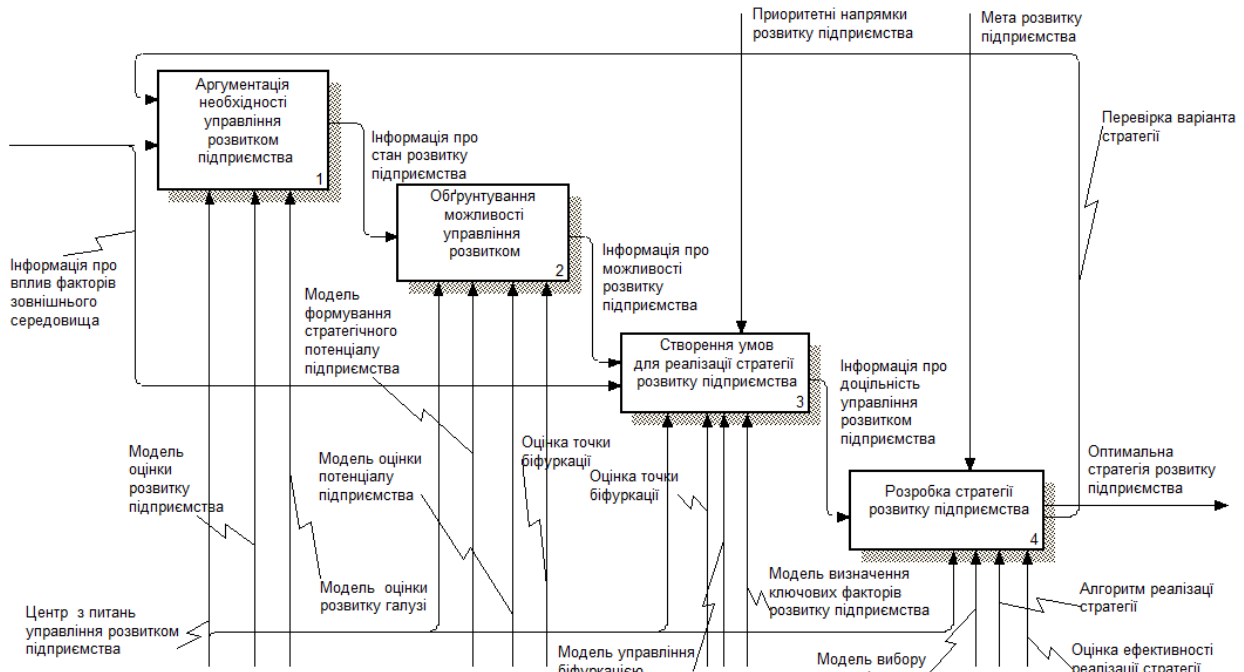 Приоритетні напрямки
розвитку підприємства
Мета розвитку
підприємства
Аргументація
необхідності
управління
розвитком
підприємства
1
Інформація про
стан розвитку
підприємства
Перевірка варіанта
стратегії
Обґрунтування
можливості
управління
розвитком
2
Інформація про
вплив факторів
зовнішнього
середовища
Інформація про
можливості
розвитку
підприємства
Модель
формування
стратегічного
потенціалу
підприємства
Створення умов
для реалізації стратегії
розвитку підприємства
3
Інформація про
доцільність
управління
розвитком
підприємства
Модель
оцінки
розвитку
підприємства
Модель оцінки
потенціалу
підприємства
Оцінка точки
біфуркації
Оцінка точки
біфуркації
Оптимальна
стратегія розвитку
підприємства
Розробка стратегії
розвитку підприємства
4
Модель оцінки
розвитку галузі
Модель визначення
ключових факторів
розвитку підприємства
Алгоритм реалізації
стратегії
Центр з питань
управління розвитком
підприємства
Модель управління
біфуркацією
Модель вибору
Оцінка ефективності
реалізації стратегії